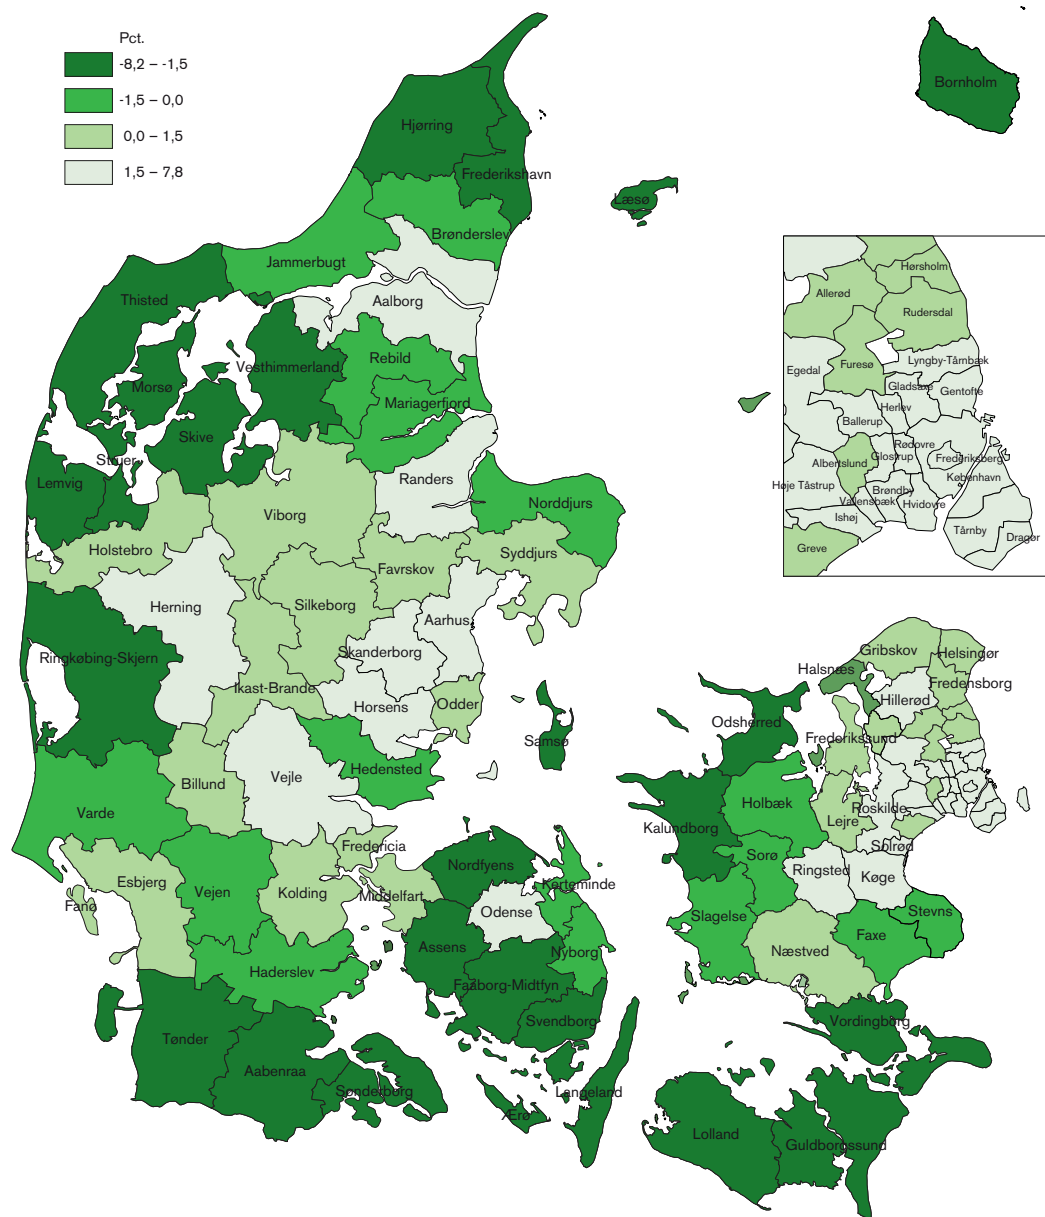 Pct.
-8,2 – -1,5
-1,5 – 0,0
0,0 – 1,5
1,5 – 7,8
Bornholm
Hjørring
Frederikshavn
Læsø
Brønderslev
Jammerbugt
Thisted
Aalborg
Vesthimmerland
Rebild
Morsø
Mariagerfjord
Skive
Struer
Lemvig
Randers
Norddjurs
Viborg
Holstebro
Syddjurs
Favrskov
Herning
Silkeborg
Aarhus
Skanderborg
Ringkøbing-Skjern
Ikast-Brande
Horsens
Odder
Samsø
Hedensted
Billund
Vejle
Varde
Fredericia
Esbjerg
Vejen
Kolding
Middelfart
Fanø
Nordfyens
Kerteminde
Odense
Assens
Nyborg
Haderslev
Faaborg-Midtfyn
Svendborg
Tønder
Aabenraa
Sønderborg
Ærø
Langeland
Hørsholm
Allerød
Rudersdal
Lyngby-Tårnbæk
Egedal
Furesø
Gladsaxe
Gentofte
Herlev
Ballerup
Rødovre
Glostrup
Frederiksberg
Albertslund
København
Høje Tåstrup
Brøndby
Vallensbæk
Hvidovre
Ishøj
Tårnby
Dragør
Greve
Gribskov
Helsingør
Halsnæs
Fredensborg
Hillerød
Odsherred
Frederikssund
Holbæk
Roskilde
Kalundborg
Lejre
Solrød
Sorø
Ringsted
Køge
Slagelse
Stevns
Faxe
Næstved
Vordingborg
Lolland
Guldborgssund